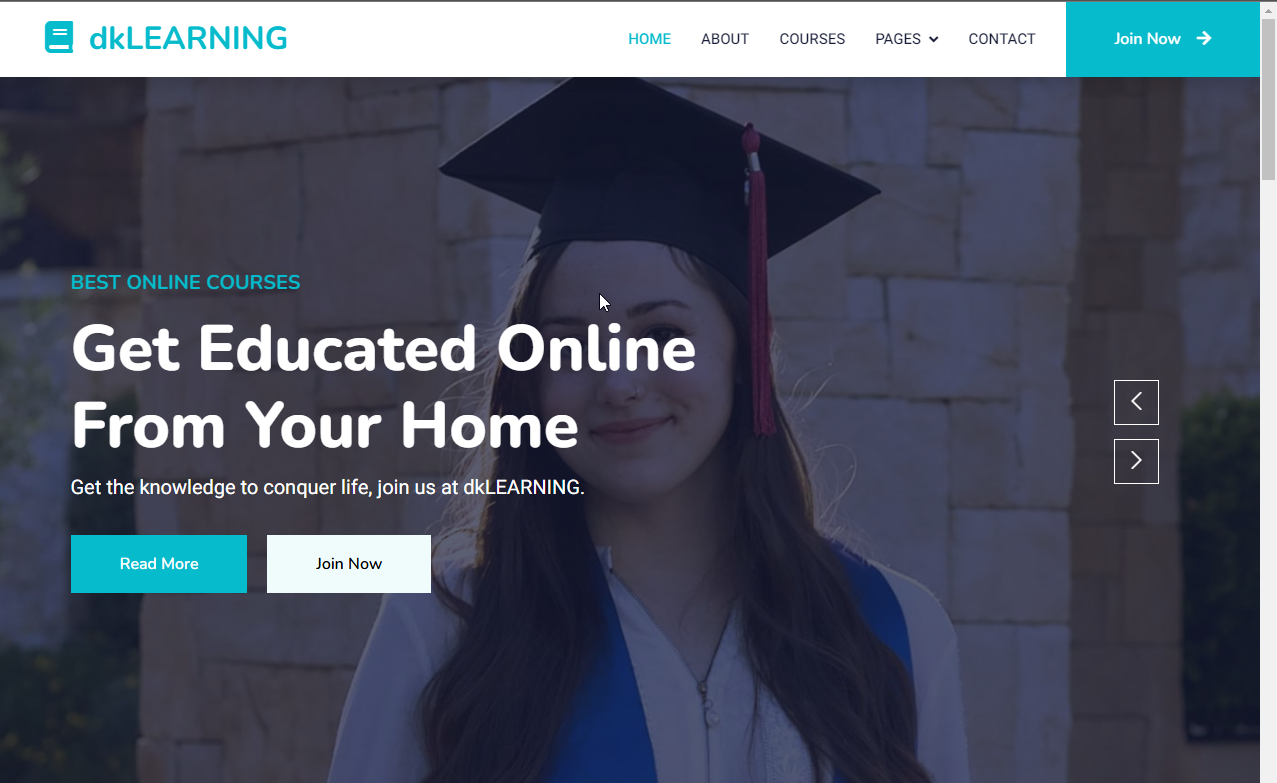 dkLEARNING
HOME ABOUT COURSES PAGES CONTACT Join Now
BEST ONLINE COURSES
Get Educated Online
From Your Home
Get the knowledge to conquer life, join us at dkLEARNING.
Read More Join Now